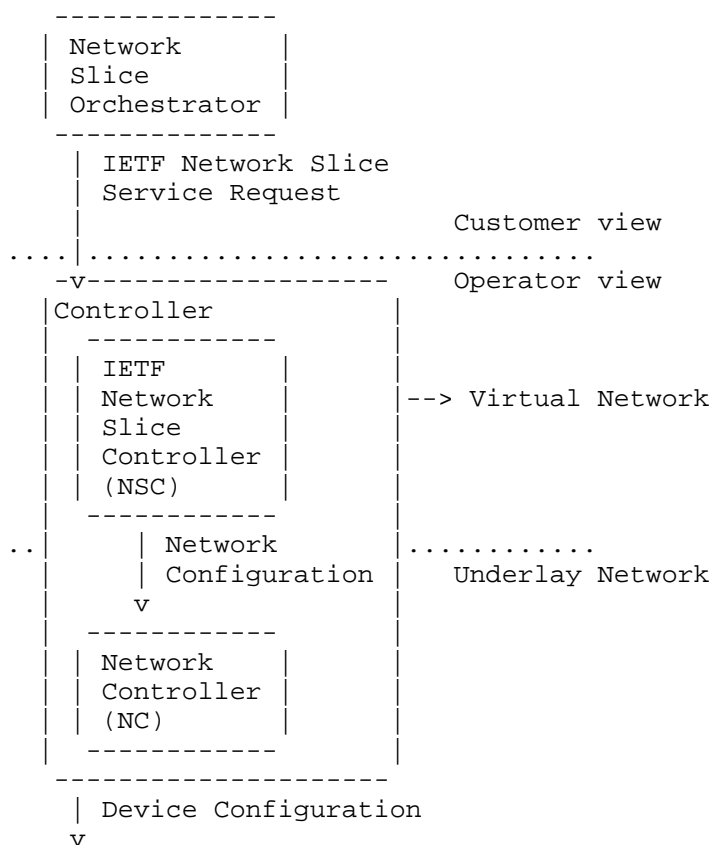 Network
Slice
Orchestrator
IETF Network Slice
Service Request
Customer view
Operator view
Controller
IETF
Network
Slice
Controller
(NSC)
--> Virtual Network
Network
Configuration
Underlay Network
v
Network
Controller
(NC)
Device Configuration
v